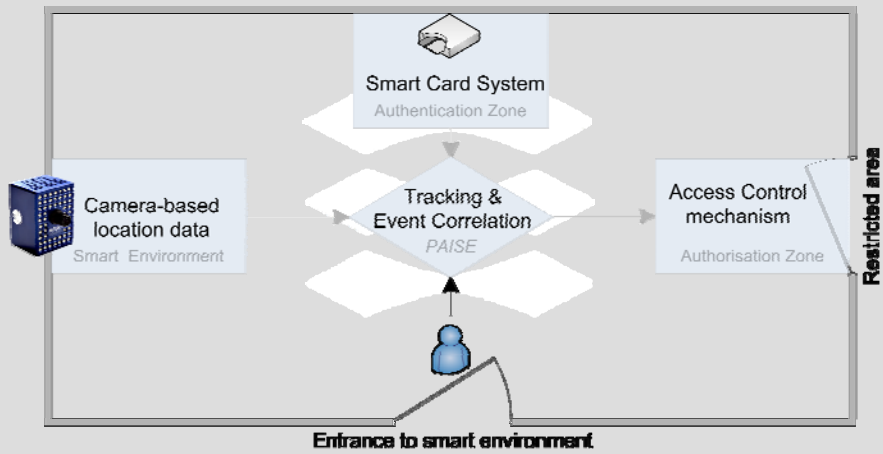 Smart Card System
Authentication Zone
Camera-based
location data
Smart Environment
Tracking &
Event Correlation
PAISE
Access Control
mechanism
Authorisation Zone
Restricted area
Entrance to smart environment